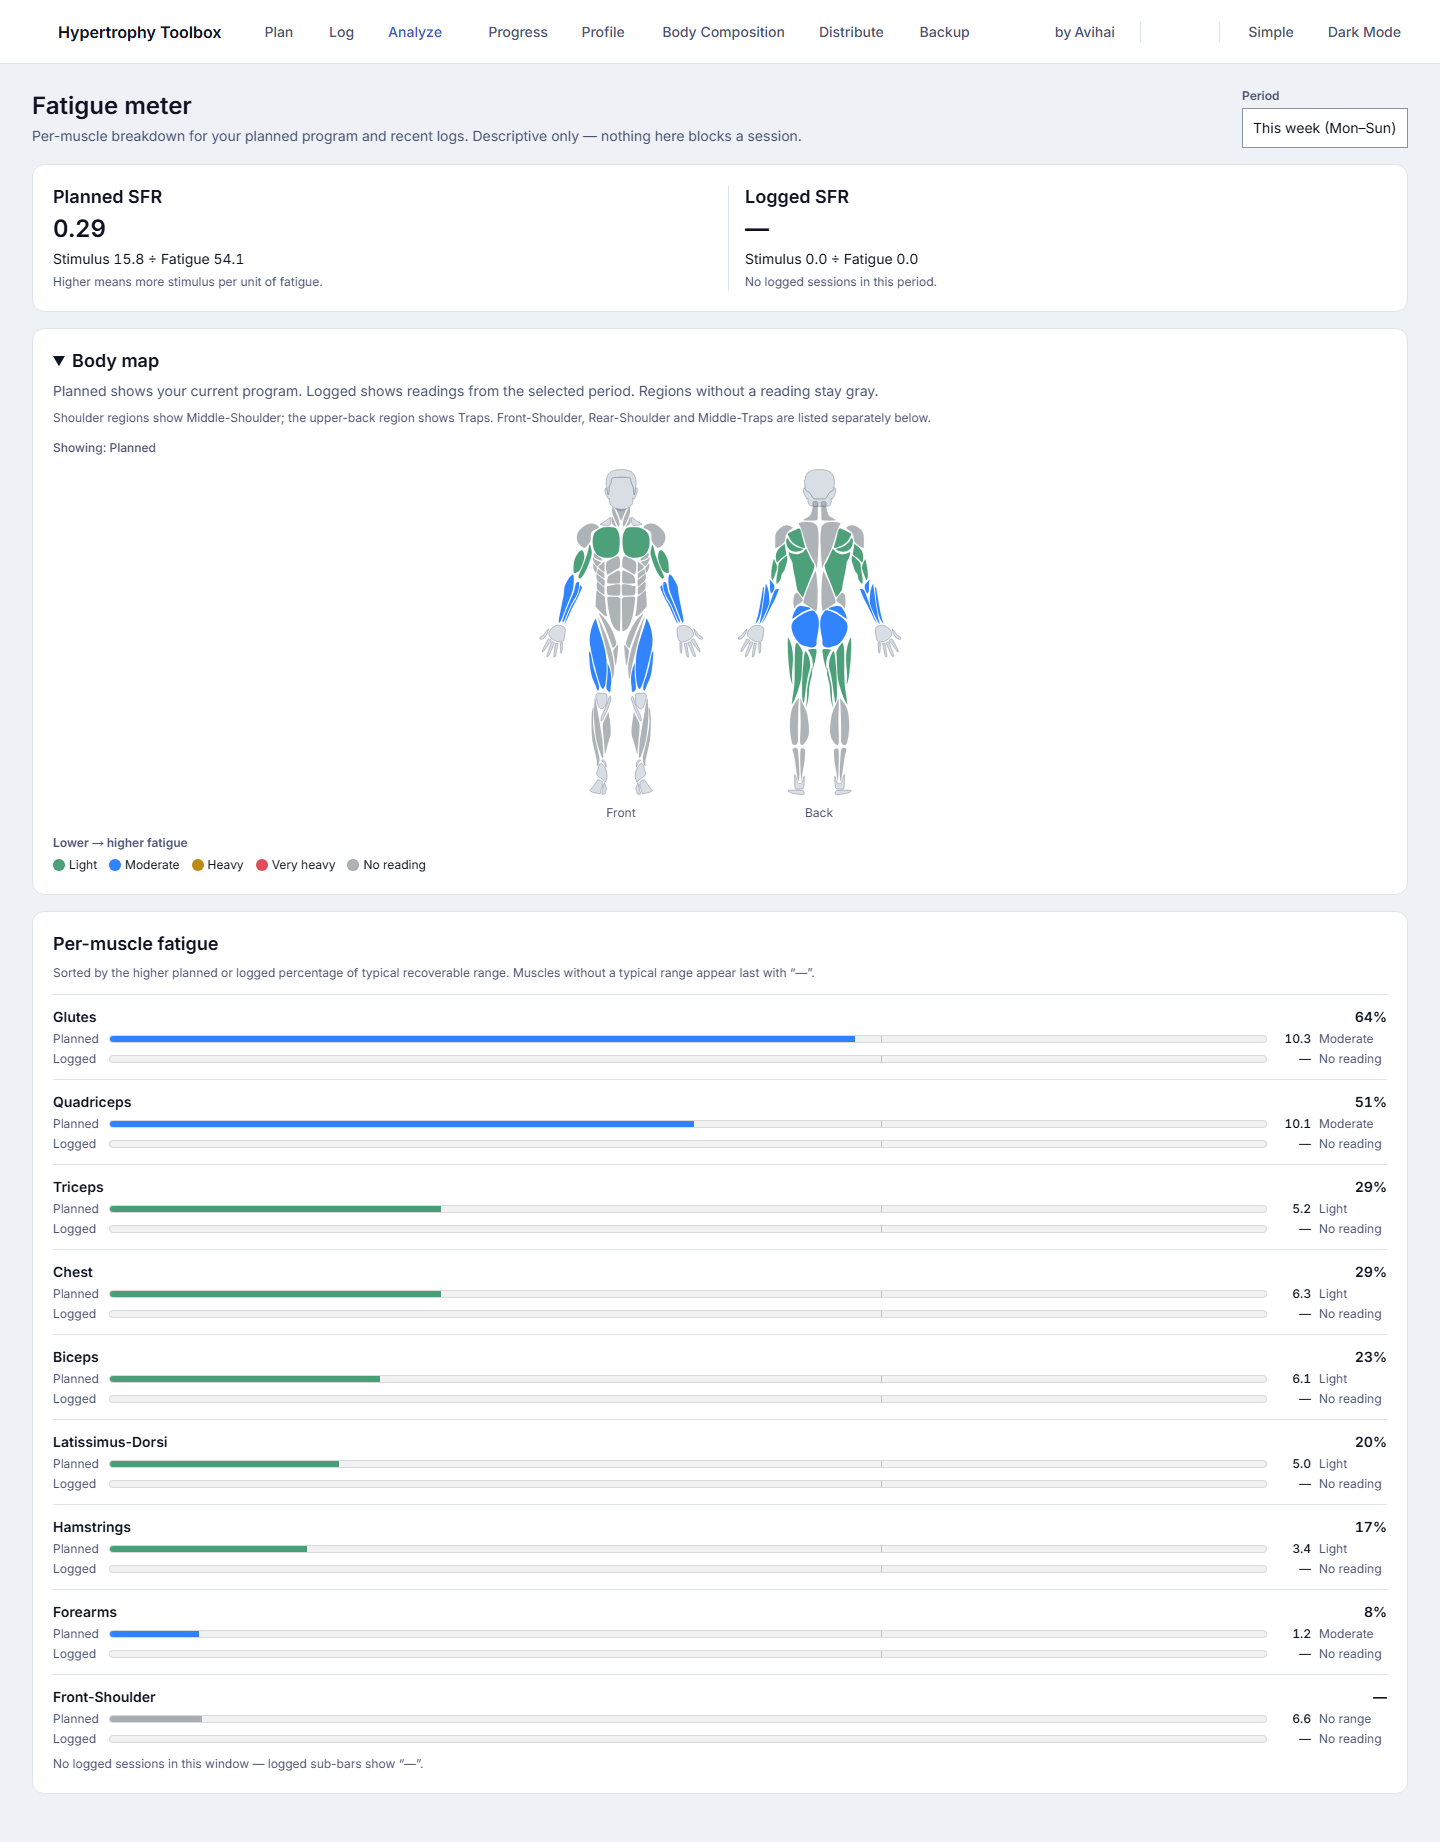 Hypertrophy Toolbox Plan Log Analyze Progress Profile Body Composition Distribute Backup by Avihai Simple Dark Mode
Fatigue meter
Per-muscle breakdown for your planned program and recent logs. Descriptive only — nothing here blocks a session.
Period
This week (Mon–Sun)
Planned SFR
0.29
Stimulus 15.8 ÷ Fatigue 54.1
Higher means more stimulus per unit of fatigue.
Logged SFR
—
Stimulus 0.0 ÷ Fatigue 0.0
No logged sessions in this period.
▼ Body map
Planned shows your current program. Logged shows readings from the selected period. Regions without a reading stay gray.
Shoulder regions show Middle-Shoulder; the upper-back region shows Traps. Front-Shoulder, Rear-Shoulder and Middle-Traps are listed separately below.
Showing: Planned
Front Back
Lower → higher fatigue
Light Moderate Heavy Very heavy No reading
Per-muscle fatigue
Sorted by the higher planned or logged percentage of typical recoverable range. Muscles without a typical range appear last with “—”.
Glutes 64%
Planned 10.3 Moderate
Logged — No reading
Quadriceps 51%
Planned 10.1 Moderate
Logged — No reading
Triceps 29%
Planned 5.2 Light
Logged — No reading
Chest 29%
Planned 6.3 Light
Logged — No reading
Biceps 23%
Planned 6.1 Light
Logged — No reading
Latissimus-Dorsi 20%
Planned 5.0 Light
Logged — No reading
Hamstrings 17%
Planned 3.4 Light
Logged — No reading
Forearms 8%
Planned 1.2 Moderate
Logged — No reading
Front-Shoulder —
Planned 6.6 No range
Logged — No reading
No logged sessions in this window — logged sub-bars show “—”.